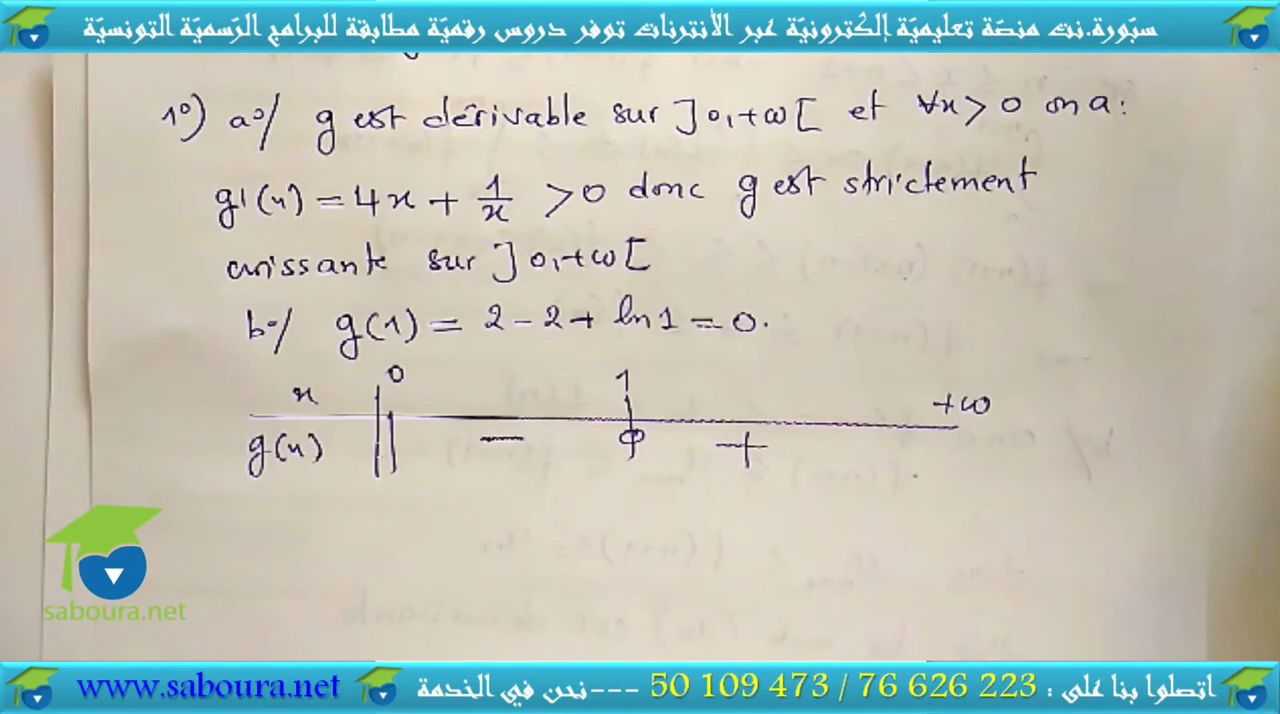 سبّورة.نت منصّة تعليميّة إلكترونيّة عبر الأنترنات توفر دروس رقميّة مطابقة للبرامج الرّسميّة التونسيّة
1°) a°/ g est dérivable sur ]0,+∞[ et ∀x>0 on a:
g'(x) = 4x + 1/x >0 donc g est strictement
croissante sur ]0,+∞[
b°/ g(1) = 2-2+ ln1 = 0.
x 0 1 +∞
g(x) − 0 +
saboura.net
www.saboura.net اتصلوا بنا على : 50 109 473 / 76 626 223 ---نحن في الخدمة